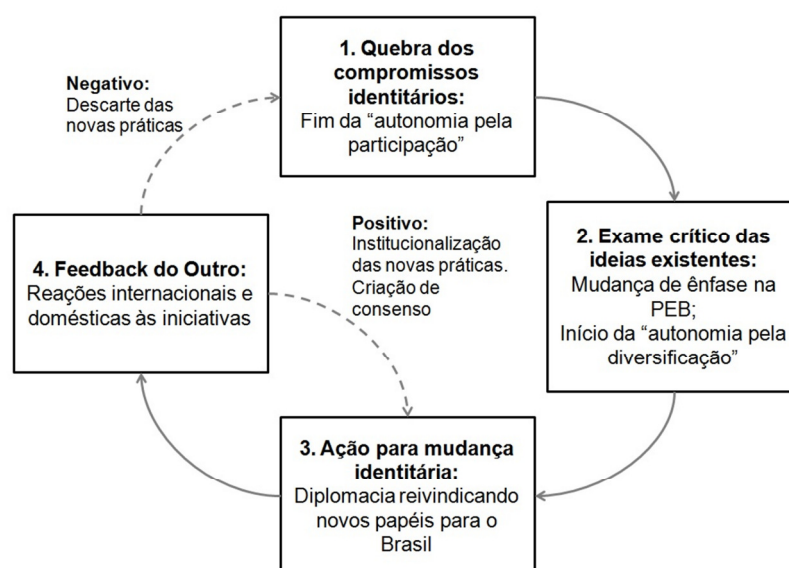 1. Quebra dos
compromissos
identitários:
Fim da “autonomia pela
participação”
Negativo:
Descarte das
novas práticas
2. Exame crítico das
ideias existentes:
Mudança de ênfase na
PEB;
Início da “autonomia pela
diversificação”
Positivo:
Institucionalização
das novas práticas.
Criação de
consenso
4. Feedback do Outro:
Reações internacionais e
domésticas às iniciativas
3. Ação para mudança
identitária:
Diplomacia reivindicando
novos papéis para o
Brasil